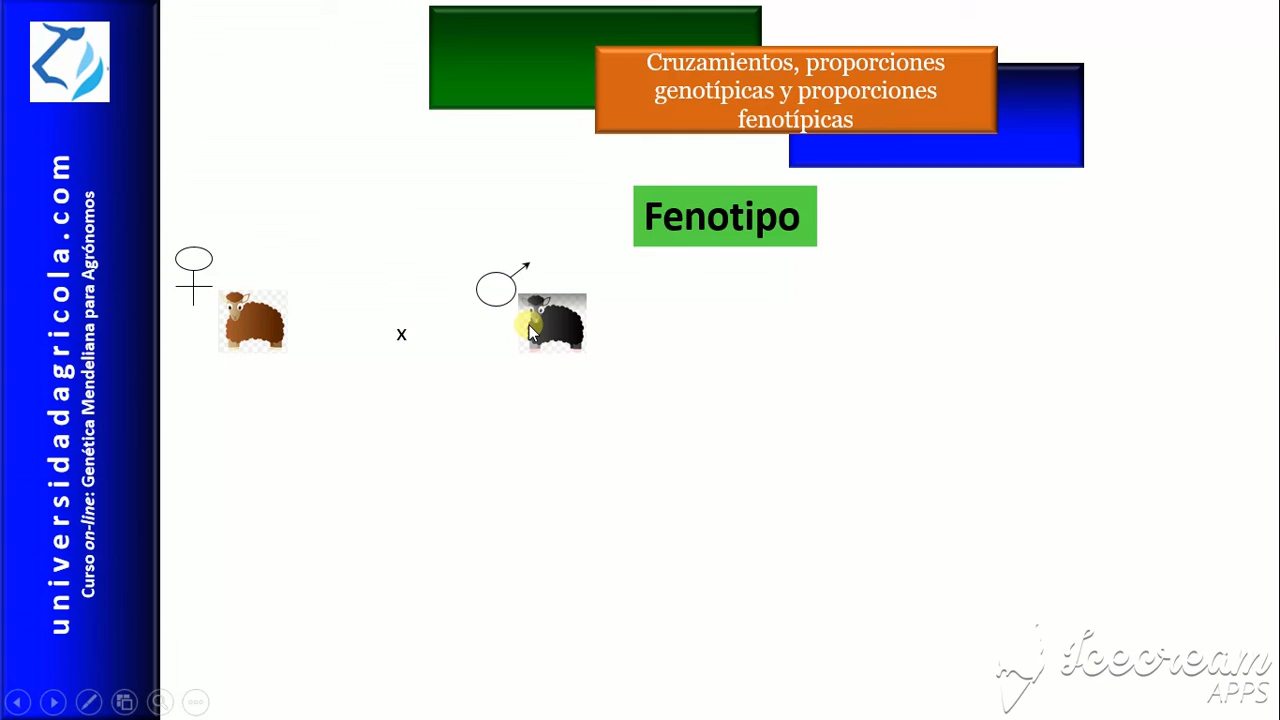 Cruzamientos, proporciones
genotípicas y proporciones
fenotípicas
Fenotipo
x
universidadagricola.com
Curso on-line: Genética Mendeliana para Agrónomos
Icecream
APPS